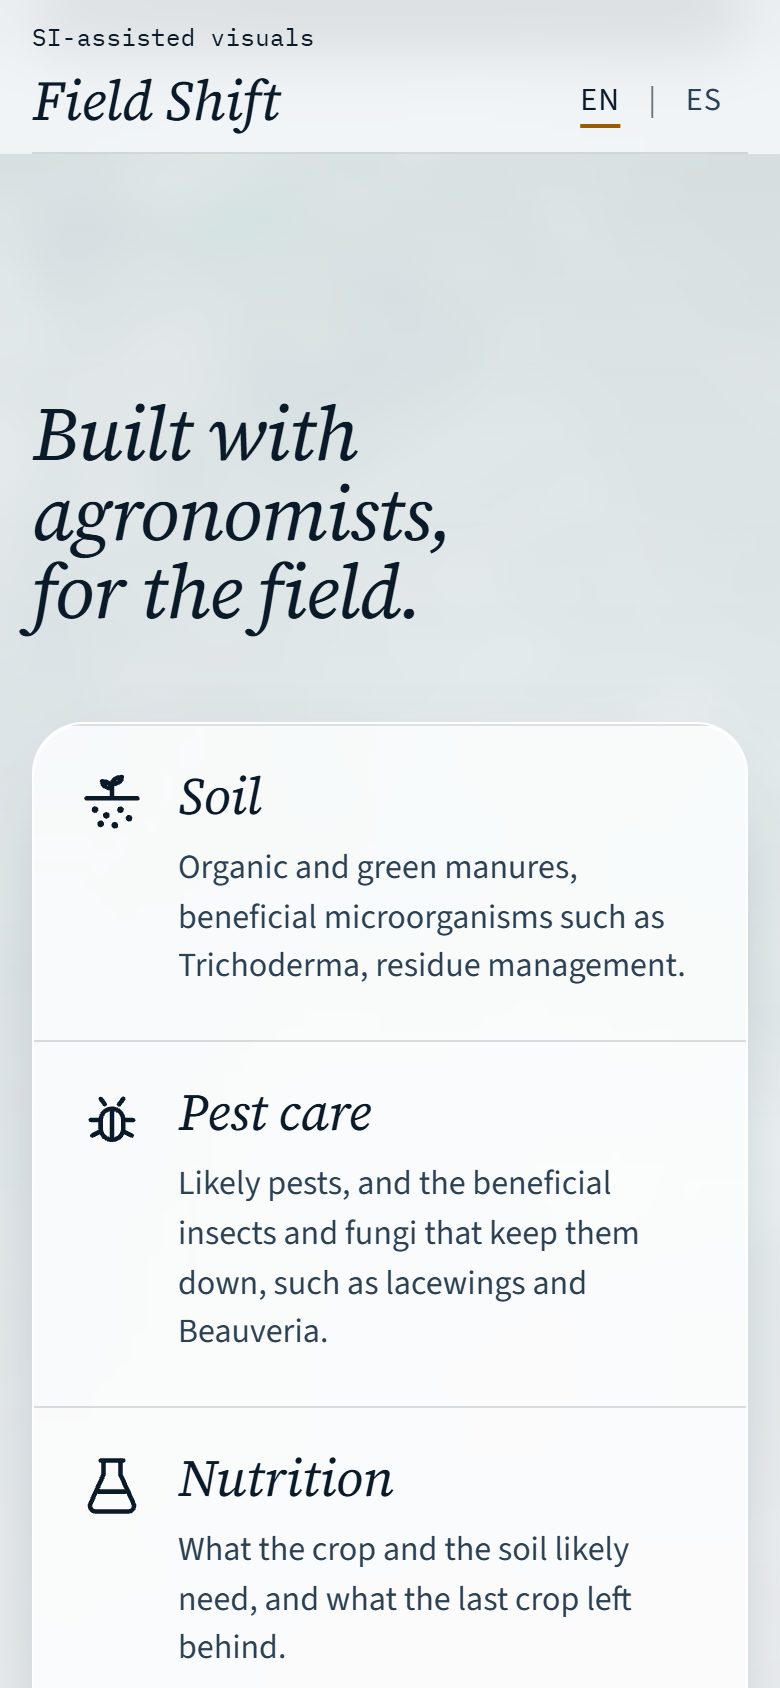 SI-assisted visuals
Field Shift
EN | ES
Built with
agronomists,
for the field.
Soil
Organic and green manures,
beneficial microorganisms such as
Trichoderma, residue management.
Pest care
Likely pests, and the beneficial
insects and fungi that keep them
down, such as lacewings and
Beauveria.
Nutrition
What the crop and the soil likely
need, and what the last crop left
behind.